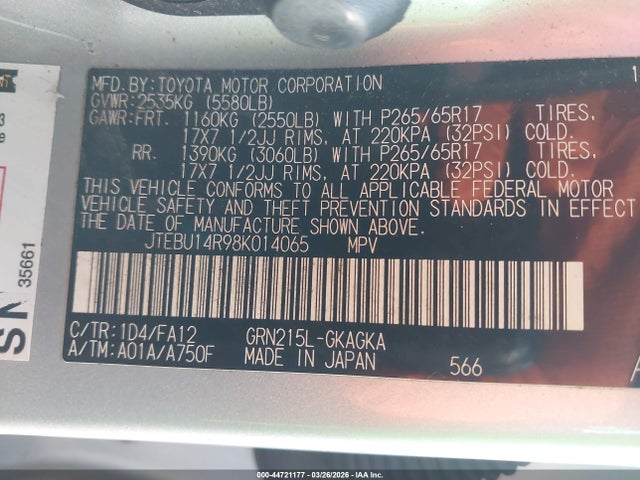 MFD.BY:TOYOTA MOTOR CORPORATION
GVWR:2535KG (5580LB)
GAWR:FRT. 1160KG (2550LB) WITH P265/65R17 TIRES,
17X7 1/2JJ RIMS, AT 220KPA (32PSI) COLD.
RR. 1390KG (3060LB) WITH P265/65R17 TIRES,
17X7 1/2JJ RIMS, AT 220KPA (32PSI) COLD.
THIS VEHICLE CONFORMS TO ALL APPLICABLE FEDERAL MOTOR
VEHICLE SAFETY AND THEFT PREVENTION STANDARDS IN EFFECT
THE DATE OF MANUFACTURE SHOWN ABOVE.
JTEBU14R98K014065 MPV
C/TR:1D4/FA12 GRN215L-GKAGKA
A/TM:A01A/A750F MADE IN JAPAN 566
35661
000-44721177 - 03/26/2026 - IAA Inc.